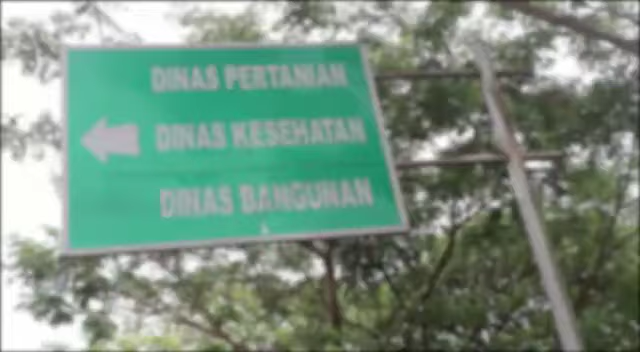 DINAS PERTANIAN
DINAS KESEHATAN
DINAS BANGUNAN